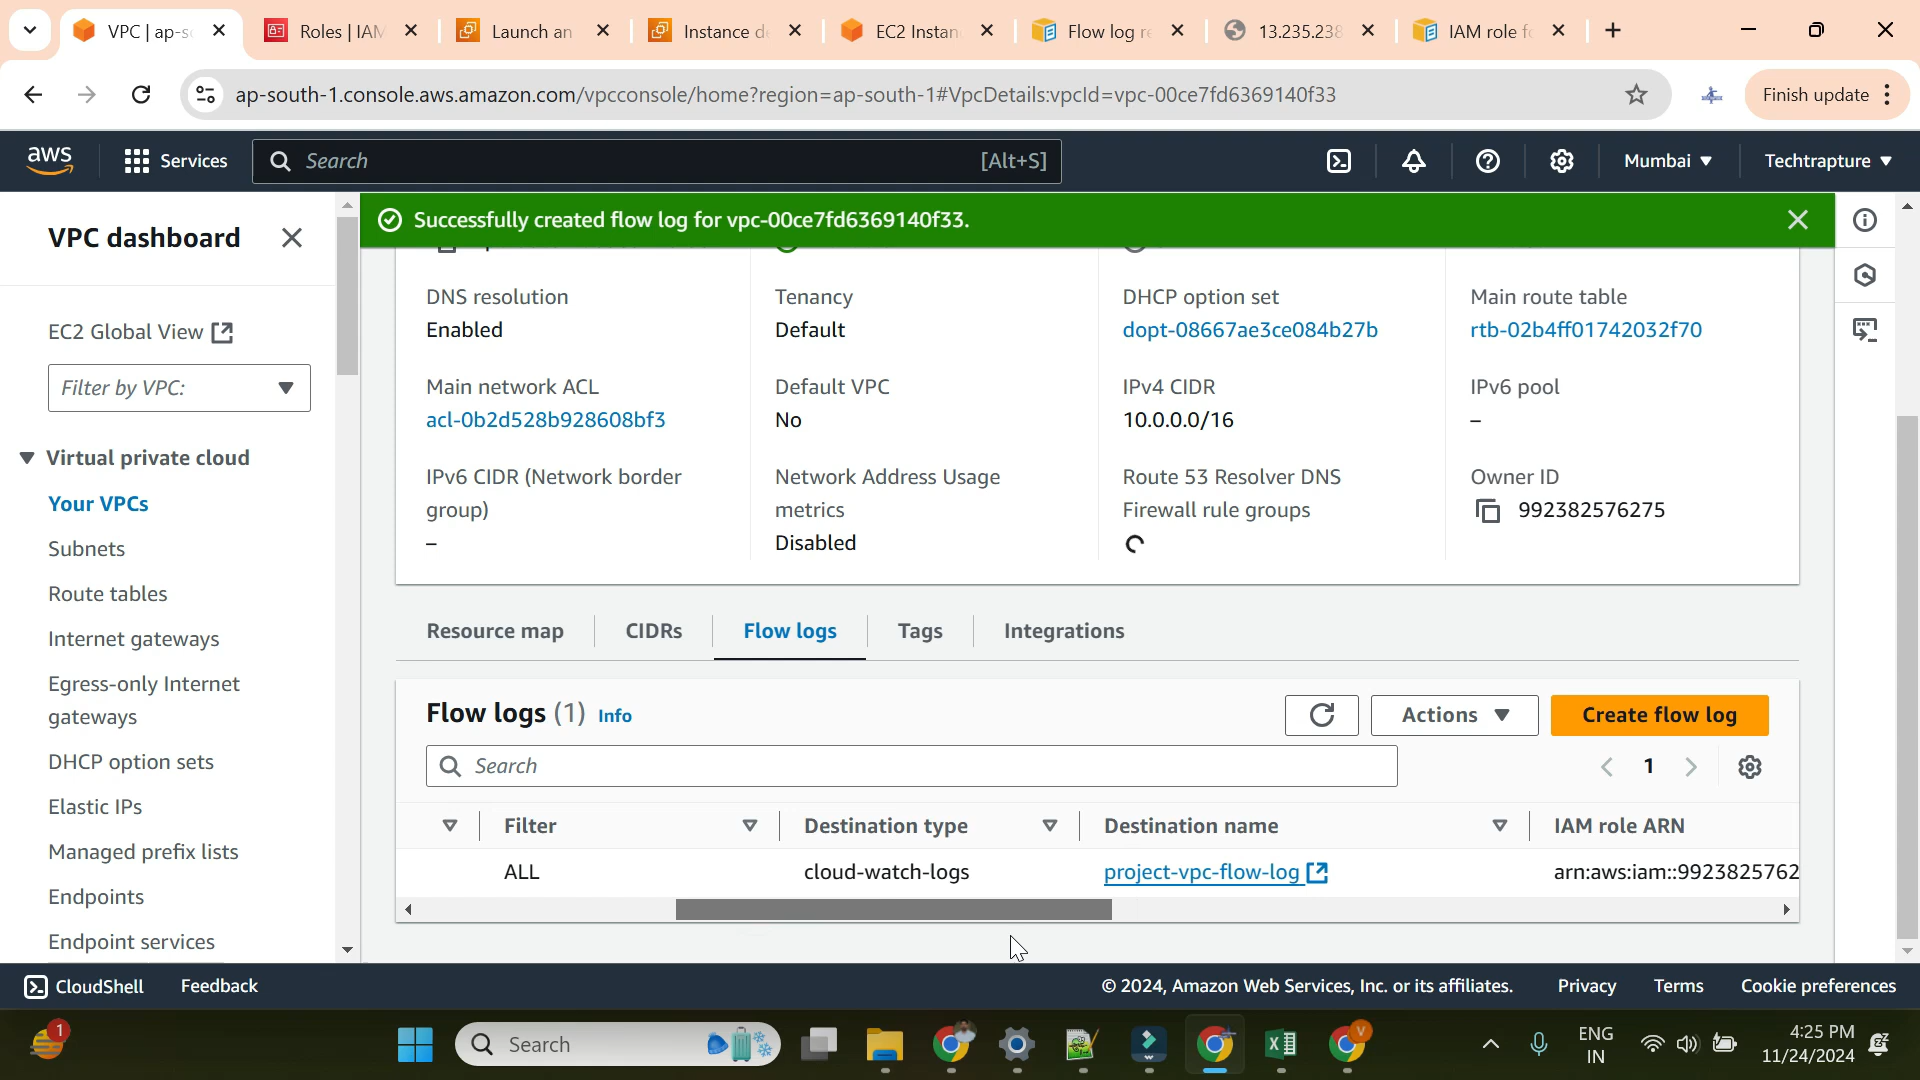 VPC | ap-s
Roles | IAM
Launch an
Instance d
EC2 Instan
Flow log r
13.235.238
IAM role f
ap-south-1.console.aws.amazon.com/vpcconsole/home?region=ap-south-1#VpcDetails:vpcId=vpc-00ce7fd6369140f33
Finish update
aws
Services
Search
[Alt+S]
Mumbai
Techtrapture
VPC dashboard
EC2 Global View
Filter by VPC:
Virtual private cloud
Your VPCs
Subnets
Route tables
Internet gateways
Egress-only Internet
gateways
DHCP option sets
Elastic IPs
Managed prefix lists
Endpoints
Endpoint services
Successfully created flow log for vpc-00ce7fd6369140f33.
DNS resolution
Enabled
Tenancy
Default
DHCP option set
dopt-08667ae3ce084b27b
Main route table
rtb-02b4ff01742032f70
Main network ACL
acl-0b2d528b928608bf3
Default VPC
No
IPv4 CIDR
10.0.0.0/16
IPv6 pool
–
IPv6 CIDR (Network border
group)
–
Network Address Usage
metrics
Disabled
Route 53 Resolver DNS
Firewall rule groups
Owner ID
992382576275
Resource map
CIDRs
Flow logs
Tags
Integrations
Flow logs (1) Info
Actions
Create flow log
Search
1
Filter
Destination type
Destination name
IAM role ARN
ALL
cloud-watch-logs
project-vpc-flow-log
arn:aws:iam::9923825762
CloudShell
Feedback
© 2024, Amazon Web Services, Inc. or its affiliates.
Privacy
Terms
Cookie preferences
1
Search
V
ENG
IN
4:25 PM
11/24/2024